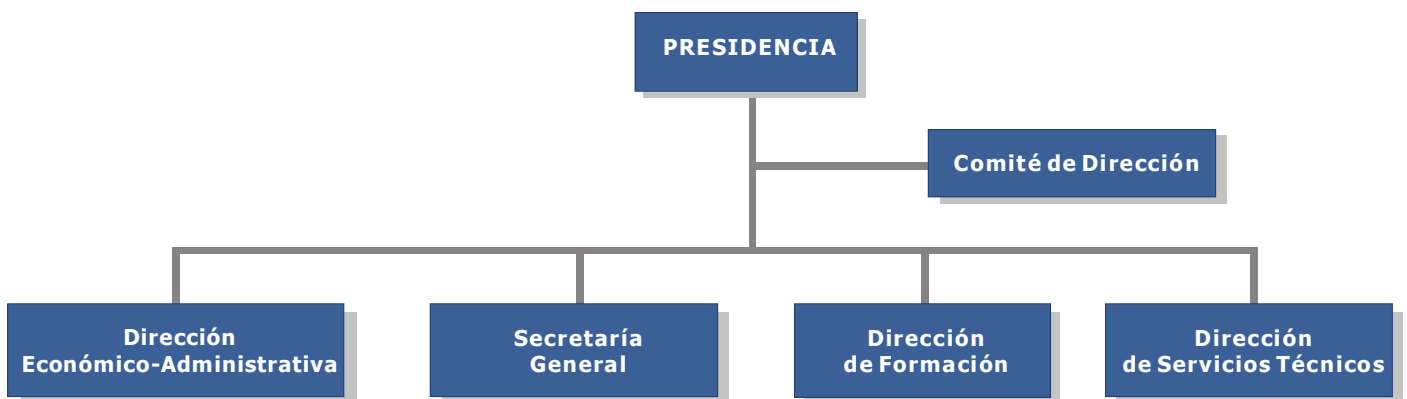 PRESIDENCIA
Comité de Dirección
Dirección
Económico-Administrativa
Secretaría
General
Dirección
de Formación
Dirección
de Servicios Técnicos